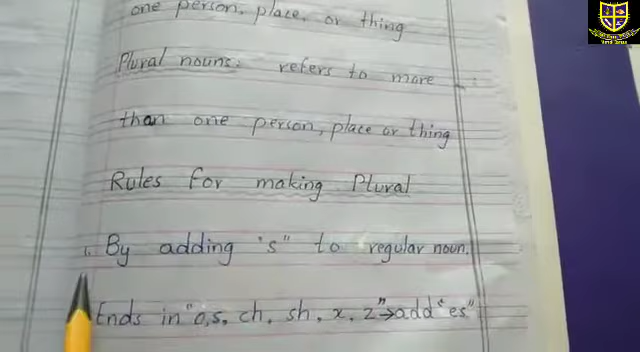 one person, place, or thing
Plural nouns: refers to more
than one person, place or thing
Rules for making Plural
1. By adding "s" to regular noun.
Ends in "o,s, ch, sh, x, z"→add "es"